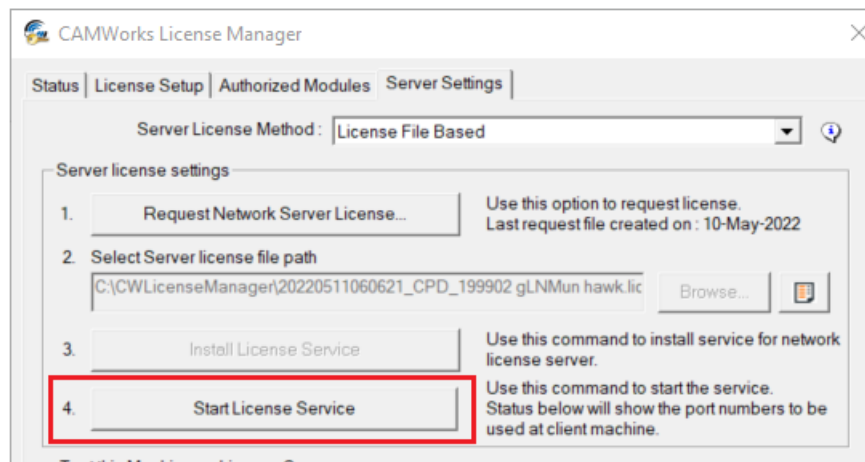 CAMWorks License Manager
Status License Setup Authorized Modules Server Settings
Server License Method : License File Based
Server license settings
1. Request Network Server License... Use this option to request license.
Last request file created on : 10-May-2022
2. Select Server license file path
C:\CWLicenseManager\20220511060621_CPD_199902 gLNMun hawk.lic Browse...
3. Install License Service Use this command to install service for network
license server.
4. Start License Service Use this command to start the service.
Status below will show the port numbers to be
used at client machine.